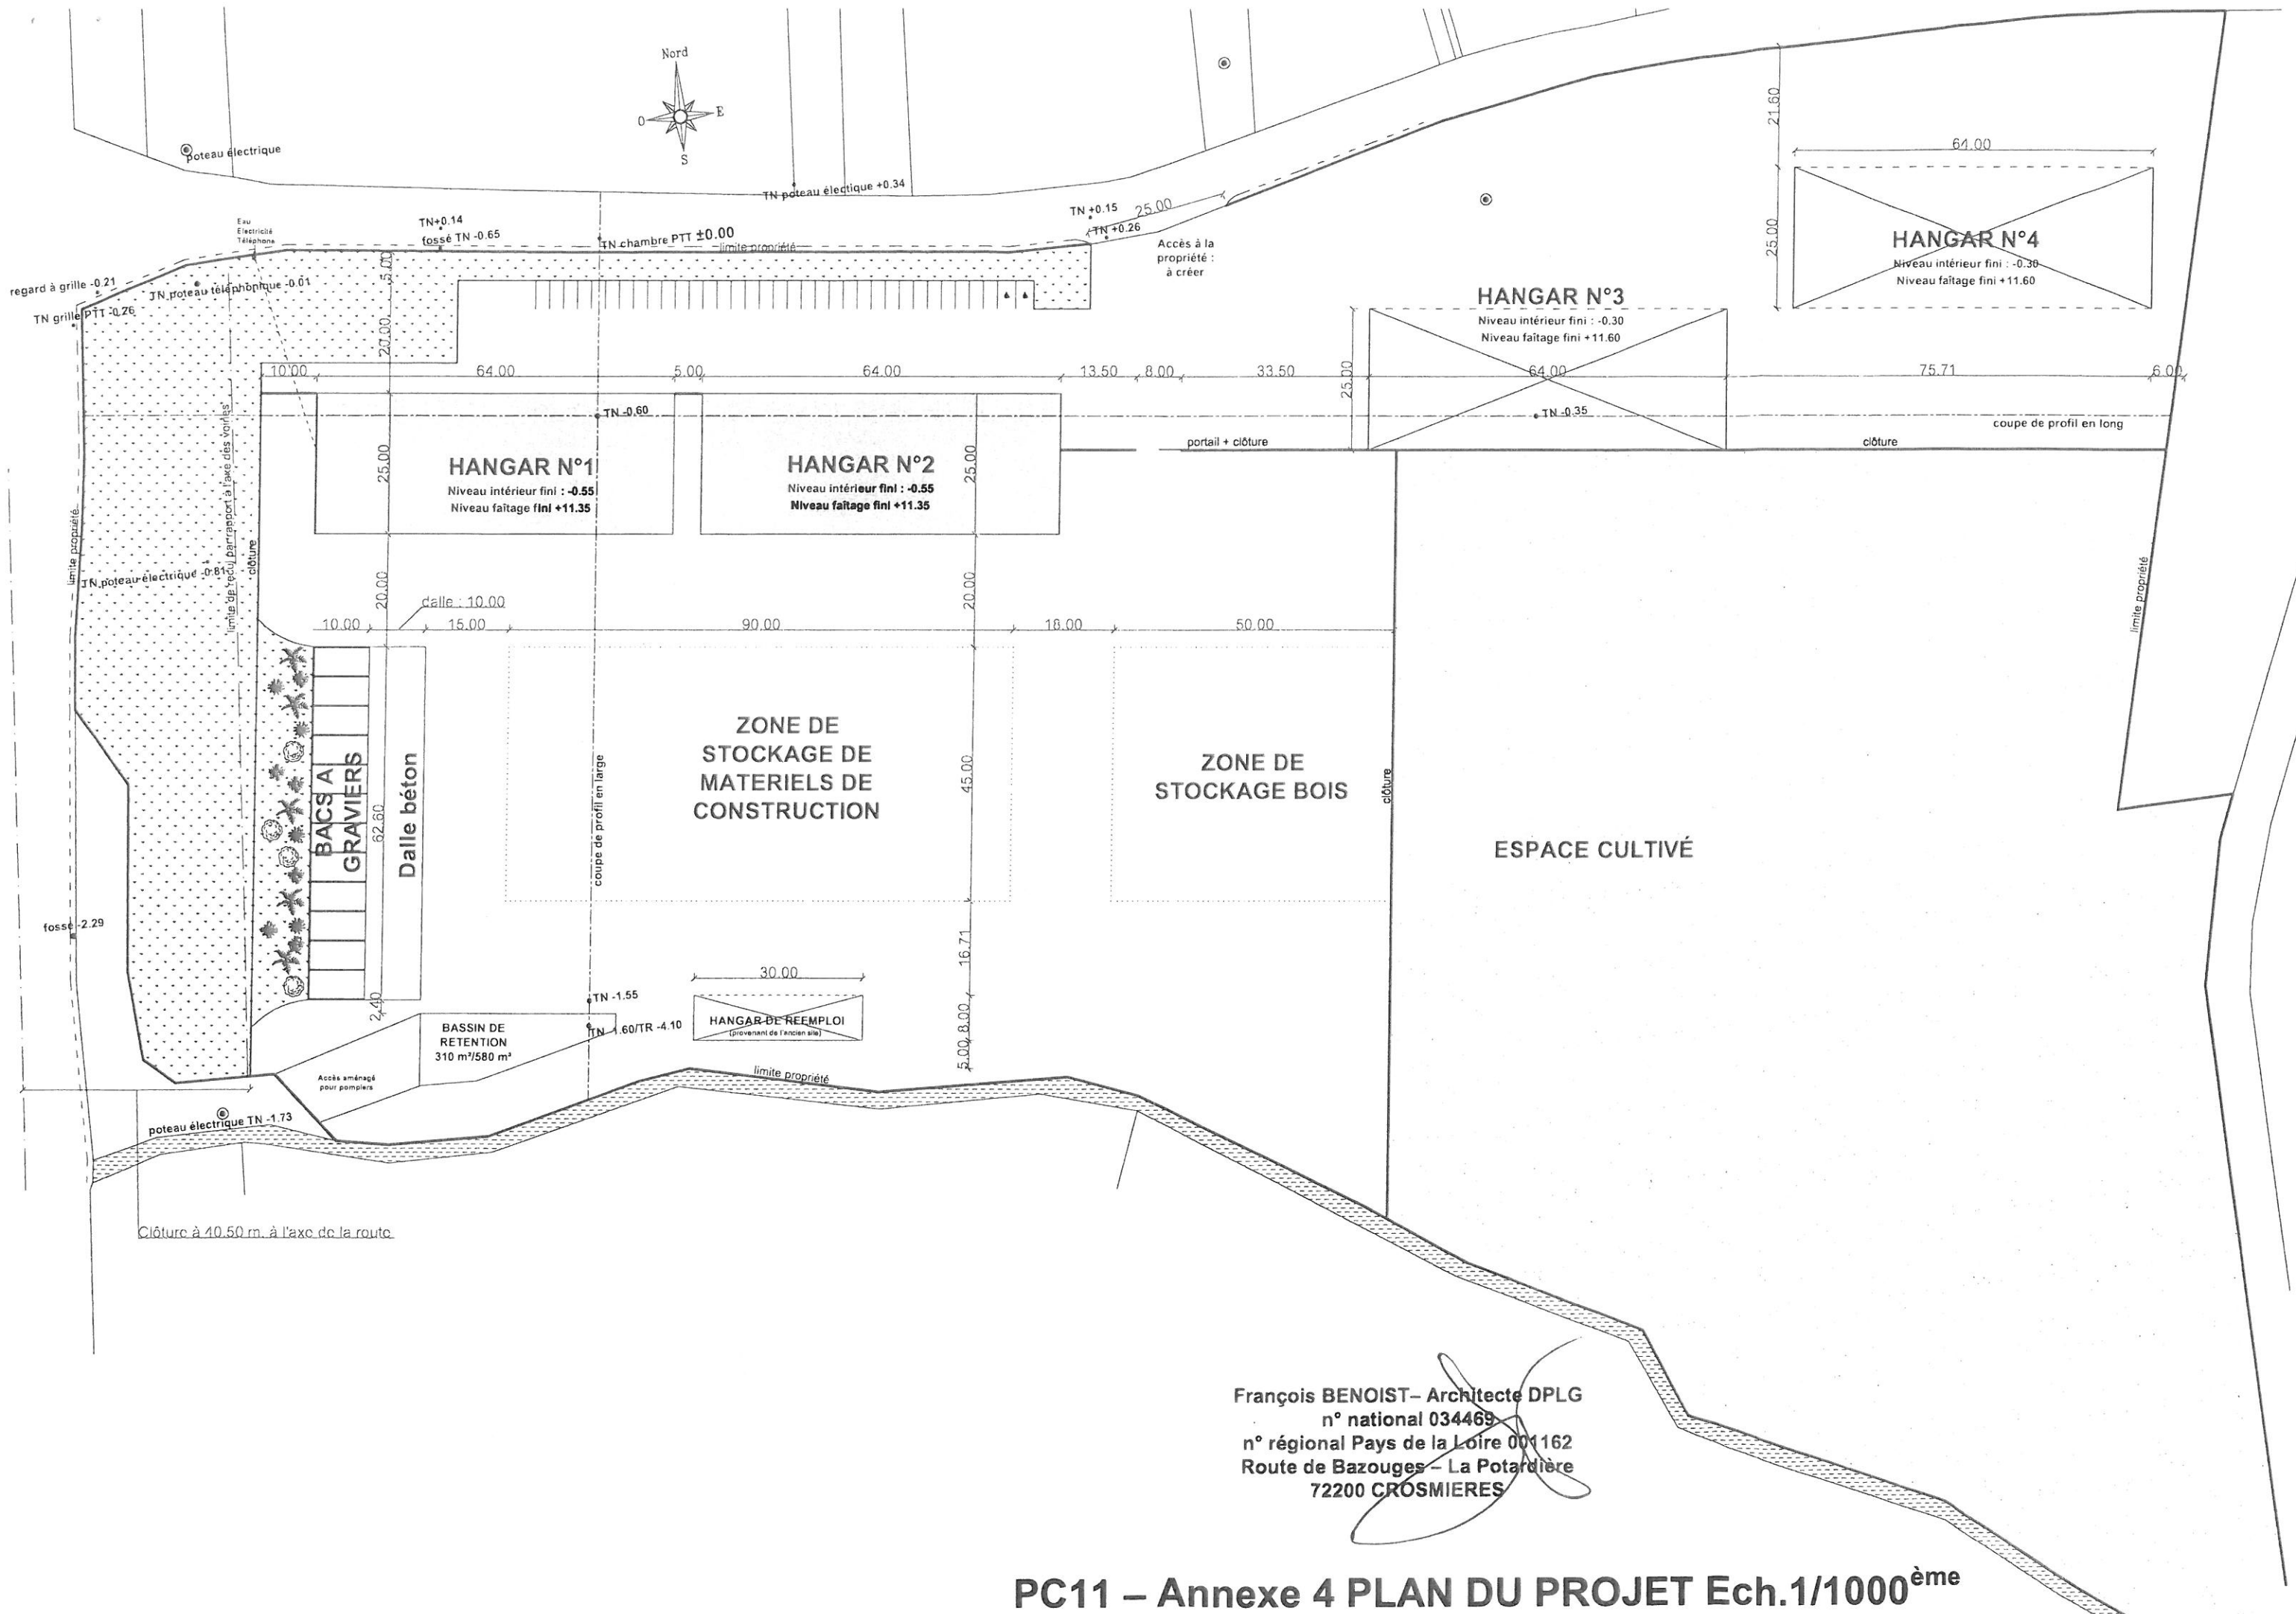 Nord
E
O
S
poteau électrique
TN poteau électique +0.34
21.60
64.00
25.00
HANGAR N°4
Niveau intérieur fini : -0.30
Niveau faîtage fini +11.60
Eau
Electricité
Téléphone
TN+0.14
fossé TN -0.65
TN chambre PTT ±0.00
limite propriété
TN +0.15
25.00
TN +0.26
Accès à la
propriété :
à créer
regard à grille -0.21
TN poteau téléphonique -0.01
TN grille PTT -0.26
5.00
20.00
HANGAR N°3
Niveau intérieur fini : -0.30
Niveau faîtage fini +11.60
10.00
64.00
5.00
64.00
13.50
8.00
33.50
25.00
64.00
75.71
6.00
TN -0.60
TN -0.35
coupe de profil en long
portail + clôture
clôture
25.00
HANGAR N°1
Niveau intérieur fini : -0.55
Niveau faîtage fini +11.35
HANGAR N°2
Niveau intérieur fini : -0.55
Niveau faîtage fini +11.35
25.00
limite propriété
limite de recul par rapport à l'axe des voiries
clôture
TN poteau électrique -0.81
20.00
dalle : 10.00
20.00
limite propriété
10.00
15.00
90.00
18.00
50.00
BACS A
GRAVIERS
62.60
Dalle béton
coupe de profil en large
ZONE DE
STOCKAGE DE
MATERIELS DE
CONSTRUCTION
45.00
ZONE DE
STOCKAGE BOIS
clôture
ESPACE CULTIVÉ
fossé -2.29
16.71
30.00
2.40
TN -1.55
BASSIN DE
RETENTION
310 m²/580 m³
TN -1.60/TR -4.10
HANGAR DE REEMPLOI
(provenant de l'ancien site)
8.00
5.00
Accès aménagé
pour pompiers
limite propriété
poteau électrique TN -1.73
Clôture à 40.50 m. à l'axe de la route
François BENOIST– Architecte DPLG
n° national 034469
n° régional Pays de la Loire 001162
Route de Bazouges – La Potardière
72200 CROSMIERES
PC11 – Annexe 4 PLAN DU PROJET Ech.1/1000ème